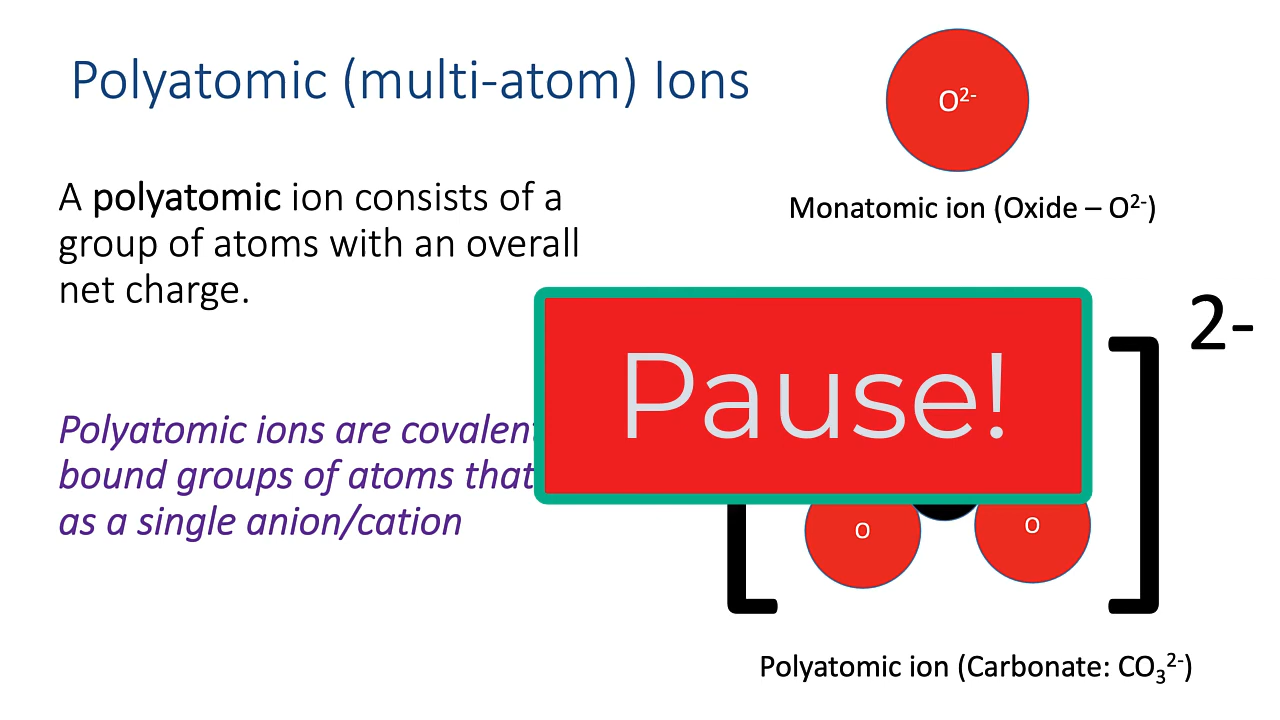 Polyatomic (multi-atom) Ions
O²⁻
Monatomic ion (Oxide – O²⁻)
A polyatomic ion consists of a
group of atoms with an overall
net charge.
2-
Pause!
Polyatomic ions are covalent
bound groups of atoms that
as a single anion/cation
O
O
Polyatomic ion (Carbonate: CO₃²⁻)